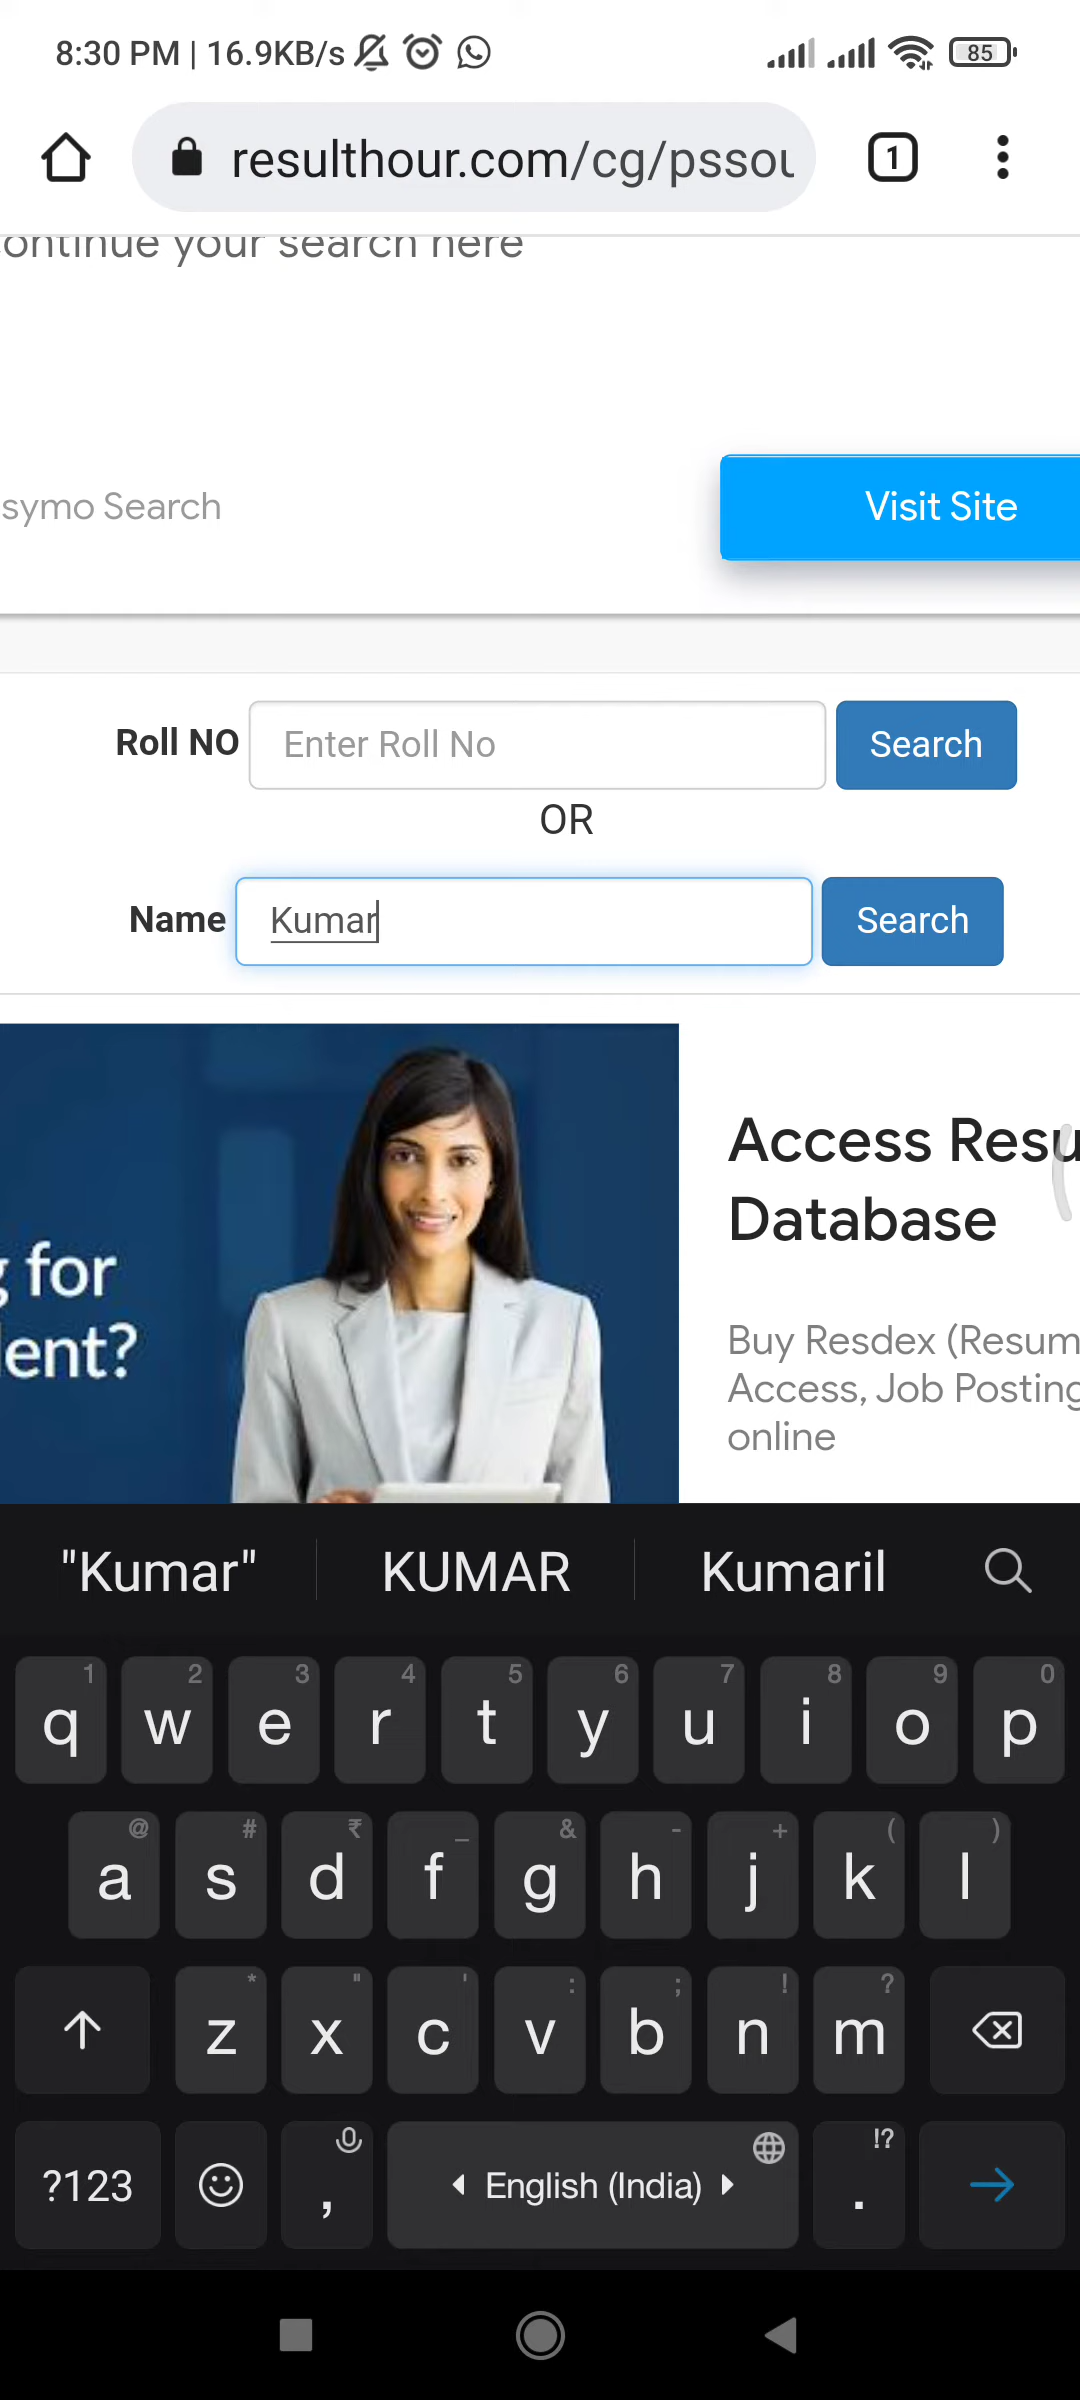 8:30 PM | 16.9KB/s 85
resulthour.com/cg/pssou
1
ontinue your search here
symo Search
Visit Site
Roll NO Enter Roll No Search
OR
Name Kumar Search
g for
lent?
Access Resu
Database
Buy Resdex (Resum
Access, Job Posting
online
"Kumar" KUMAR Kumaril
1 2 3 4 5 6 7 8 9 0
q w e r t y u i o p
@ # ₹ _ & - + ( )
a s d f g h j k l
* " ' : ; ! ?
z x c v b n m
!?
?123 , English (India) .